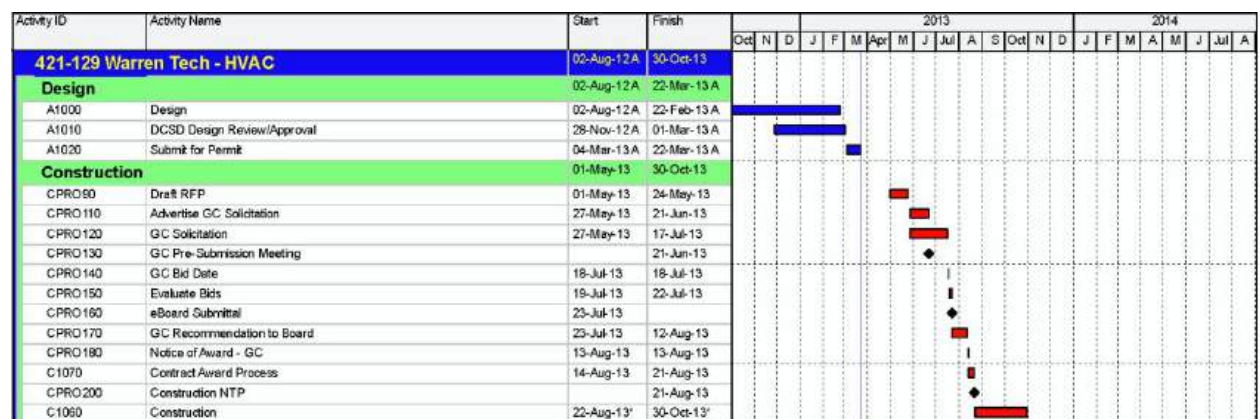 Activity ID Activity Name Start Finish 2013 2014
Oct N D J F M Apr M J Jul A S Oct N D J F M A M J Jul A
421-129 Warren Tech - HVAC 02-Aug-12 A 30-Oct-13
Design 02-Aug-12 A 22-Mar-13 A
A1000 Design 02-Aug-12 A 22-Feb-13 A
A1010 DCSD Design Review/Approval 28-Nov-12 A 01-Mar-13 A
A1020 Submit for Permit 04-Mar-13 A 22-Mar-13 A
Construction 01-May-13 30-Oct-13
CPRO90 Draft RFP 01-May-13 24-May-13
CPRO110 Advertise GC Solicitation 27-May-13 21-Jun-13
CPRO120 GC Solicitation 27-May-13 17-Jul-13
CPRO130 GC Pre-Submission Meeting 21-Jun-13
CPRO140 GC Bid Date 18-Jul-13 18-Jul-13
CPRO150 Evaluate Bids 19-Jul-13 22-Jul-13
CPRO160 eBoard Submittal 23-Jul-13
CPRO170 GC Recommendation to Board 23-Jul-13 12-Aug-13
CPRO180 Notice of Award - GC 13-Aug-13 13-Aug-13
C1070 Contract Award Process 14-Aug-13 21-Aug-13
CPRO200 Construction NTP 21-Aug-13
C1060 Construction 22-Aug-13* 30-Oct-13*